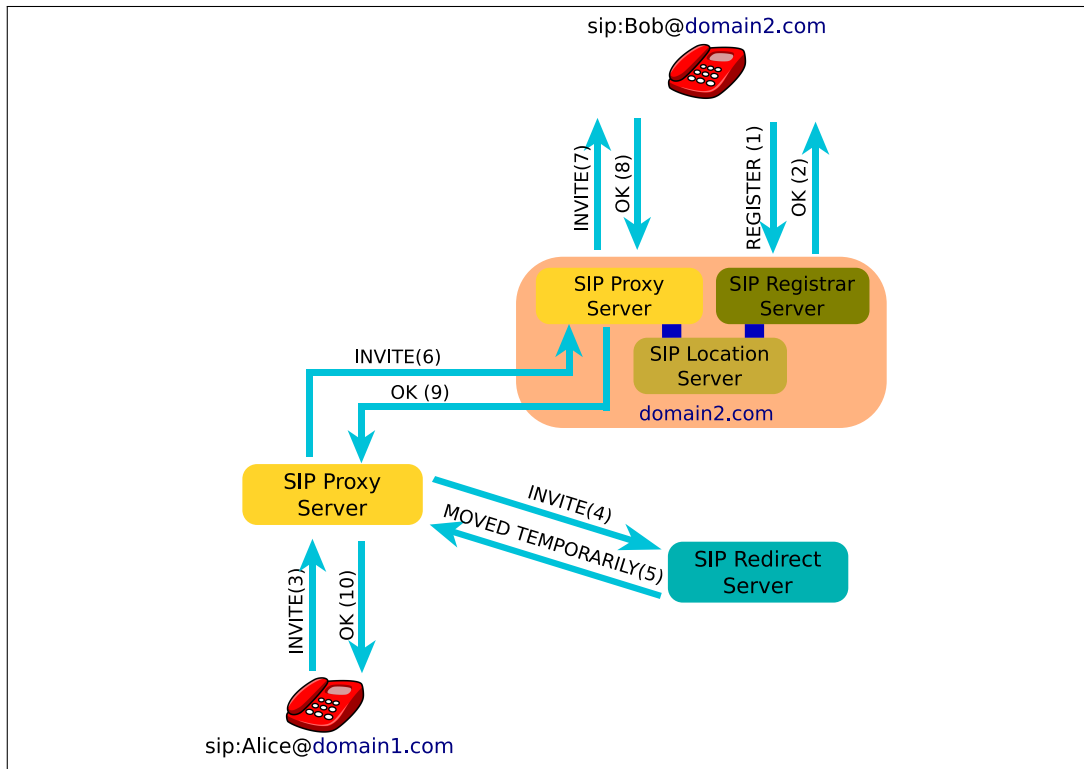 sip:Bob@domain2.com
INVITE(7)
OK (8)
REGISTER (1)
OK (2)
SIP Proxy
Server
SIP Registrar
Server
SIP Location
Server
domain2.com
INVITE(6)
OK (9)
SIP Proxy
Server
INVITE(4)
MOVED TEMPORARILY(5)
SIP Redirect
Server
INVITE(3)
OK (10)
sip:Alice@domain1.com